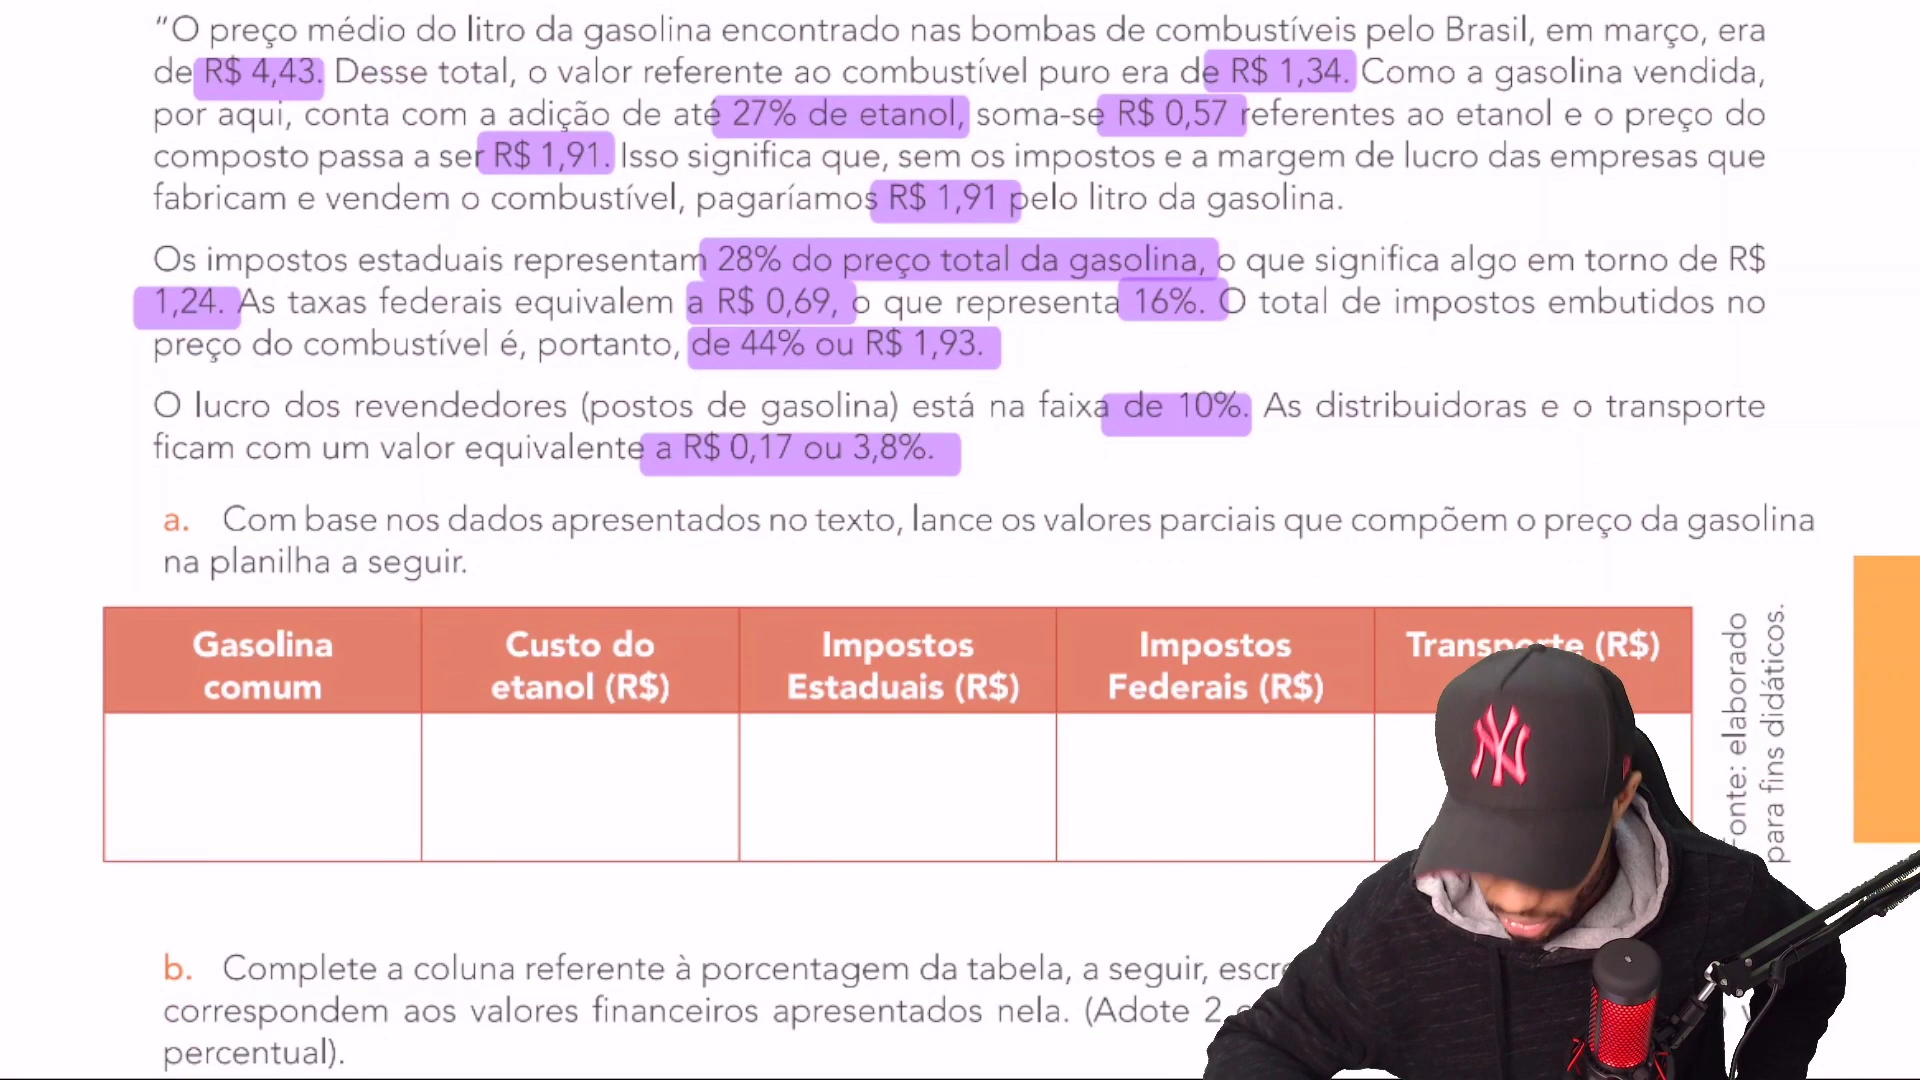 “O preço médio do litro da gasolina encontrado nas bombas de combustíveis pelo Brasil, em março, era
de R$ 4,43. Desse total, o valor referente ao combustível puro era de R$ 1,34. Como a gasolina vendida,
por aqui, conta com a adição de até 27% de etanol, soma-se R$ 0,57 referentes ao etanol e o preço do
composto passa a ser R$ 1,91. Isso significa que, sem os impostos e a margem de lucro das empresas que
fabricam e vendem o combustível, pagaríamos R$ 1,91 pelo litro da gasolina.
Os impostos estaduais representam 28% do preço total da gasolina, o que significa algo em torno de R$
1,24. As taxas federais equivalem a R$ 0,69, o que representa 16%. O total de impostos embutidos no
preço do combustível é, portanto, de 44% ou R$ 1,93.
O lucro dos revendedores (postos de gasolina) está na faixa de 10%. As distribuidoras e o transporte
ficam com um valor equivalente a R$ 0,17 ou 3,8%.
a. Com base nos dados apresentados no texto, lance os valores parciais que compõem o preço da gasolina
na planilha a seguir.
Gasolina
comum
Custo do
etanol (R$)
Impostos
Estaduais (R$)
Impostos
Federais (R$)
Transporte (R$)
Fonte: elaborado
para fins didáticos.
NY
b. Complete a coluna referente à porcentagem da tabela, a seguir,
correspondem aos valores financeiros apresentados nela. (Adote 2
percentual).